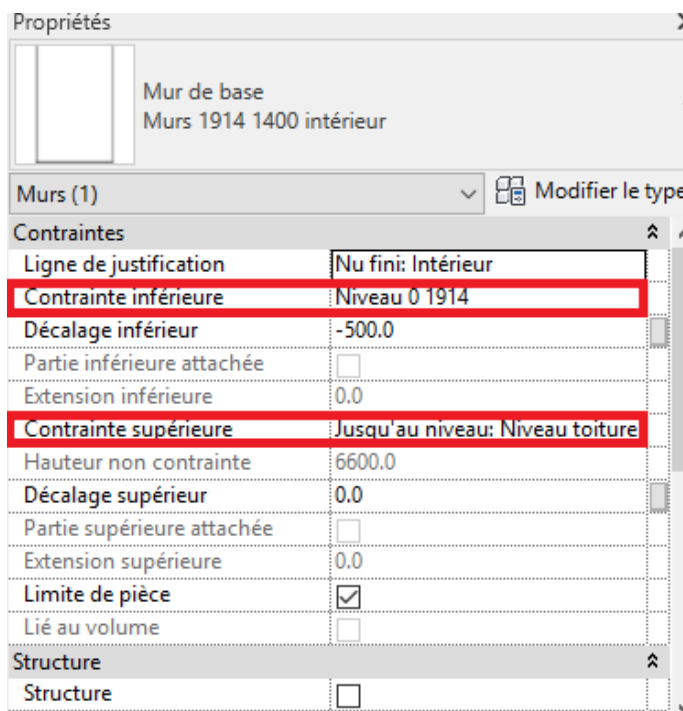 Propriétés
Mur de base
Murs 1914 1400 intérieur
Murs (1) Modifier le type
Contraintes
Ligne de justification Nu fini: Intérieur
Contrainte inférieure Niveau 0 1914
Décalage inférieur -500.0
Partie inférieure attachée
Extension inférieure 0.0
Contrainte supérieure Jusqu'au niveau: Niveau toiture
Hauteur non contrainte 6600.0
Décalage supérieur 0.0
Partie supérieure attachée
Extension supérieure 0.0
Limite de pièce
Lié au volume
Structure
Structure